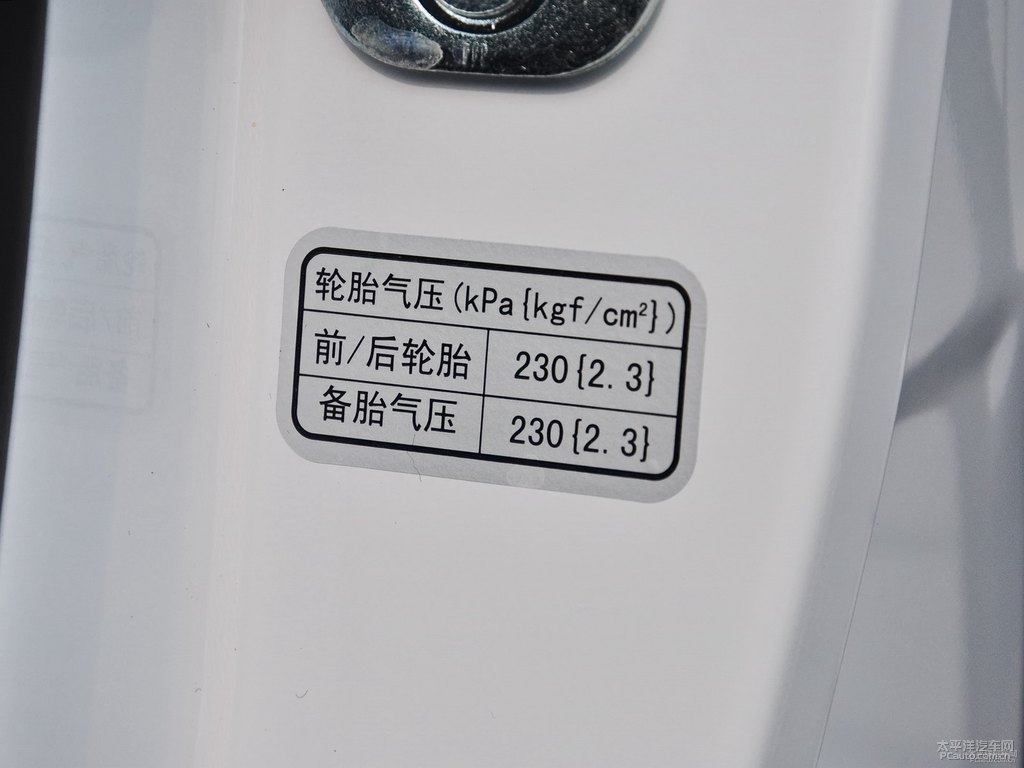 轮胎气压(kPa{kgf/cm²})
前/后轮胎 230{2.3}
备胎气压 230{2.3}
太平洋汽车网
PCauto.com.cn